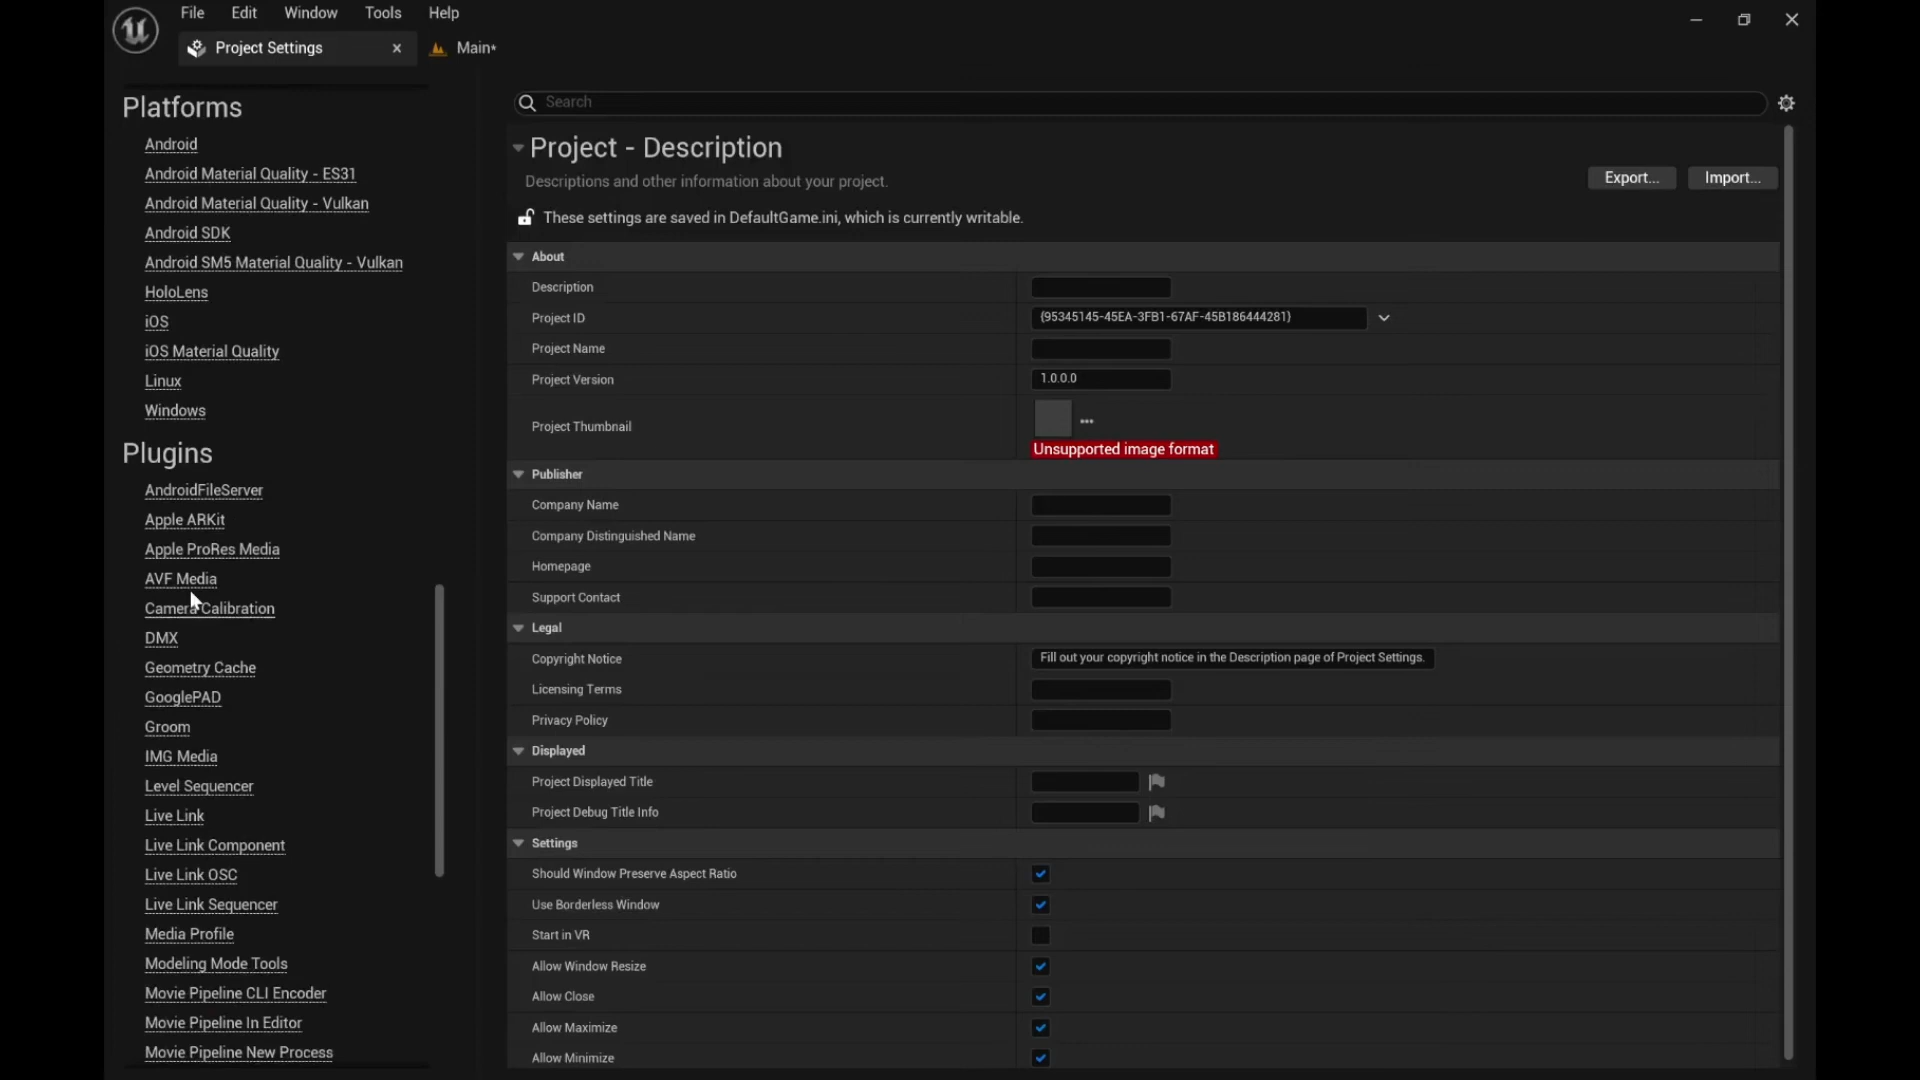 File Edit Window Tools Help
Project Settings Main*
Platforms
Android
Android Material Quality - ES31
Android Material Quality - Vulkan
Android SDK
Android SM5 Material Quality - Vulkan
HoloLens
iOS
iOS Material Quality
Linux
Windows
Plugins
AndroidFileServer
Apple ARKit
Apple ProRes Media
AVF Media
Camera Calibration
DMX
Geometry Cache
GooglePAD
Groom
IMG Media
Level Sequencer
Live Link
Live Link Component
Live Link OSC
Live Link Sequencer
Media Profile
Modeling Mode Tools
Movie Pipeline CLI Encoder
Movie Pipeline In Editor
Movie Pipeline New Process
Search
Project - Description
Descriptions and other information about your project.
Export... Import...
These settings are saved in DefaultGame.ini, which is currently writable.
About
Description
Project ID {95345145-45EA-3FB1-67AF-45B186444281}
Project Name
Project Version 1.0.0.0
Project Thumbnail
Unsupported image format
Publisher
Company Name
Company Distinguished Name
Homepage
Support Contact
Legal
Copyright Notice Fill out your copyright notice in the Description page of Project Settings.
Licensing Terms
Privacy Policy
Displayed
Project Displayed Title
Project Debug Title Info
Settings
Should Window Preserve Aspect Ratio
Use Borderless Window
Start in VR
Allow Window Resize
Allow Close
Allow Maximize
Allow Minimize